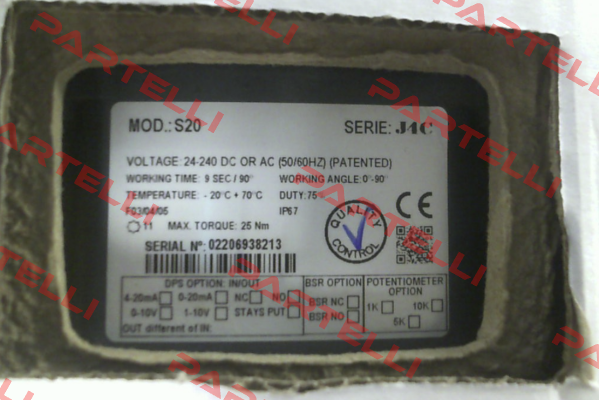 MOD.: S20
SERIE: J4C
VOLTAGE 24-240 DC OR AC (50/60HZ) (PATENTED)
WORKING TIME: 9 SEC / 90° WORKING ANGLE: 0°-90°
TEMPERATURE: - 20°C + 70°C DUTY: 75
F03/04/05 IP67
11 MAX. TORQUE: 25 Nm
SERIAL Nº: 02206938213
QUALITY CONTROL
DPS OPTION: IN/OUT
4-20mA 0-20mA NC NO
0-10V 1-10V STAYS PUT
OUT different of IN:
BSR OPTION
BSR NC
BSR NO
POTENTIOMETER OPTION
1K 10K
5K
PARTELLI
PARTELLI
PARTELLI
PARTELLI
PARTELLI
PARTELLI
PARTELLI